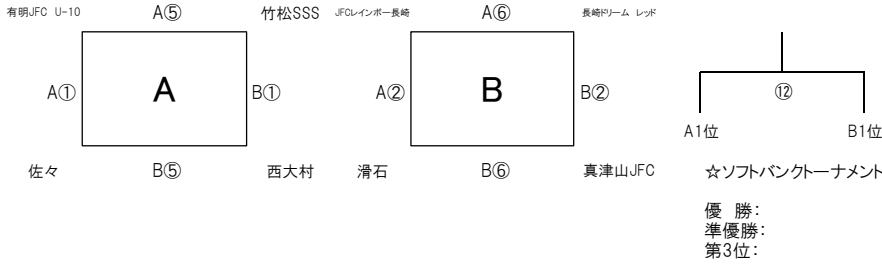 有明JFC U-10 A⑤ 竹松SSS JFCレインボー長崎 A⑥ 長崎ドリーム レッド
A① A B① A② B B② ⑫
A1位 B1位
佐々 B⑤ 西大村 滑石 B⑥ 真津山JFC ☆ソフトバンクトーナメント
優 勝:
準優勝:
第3位: